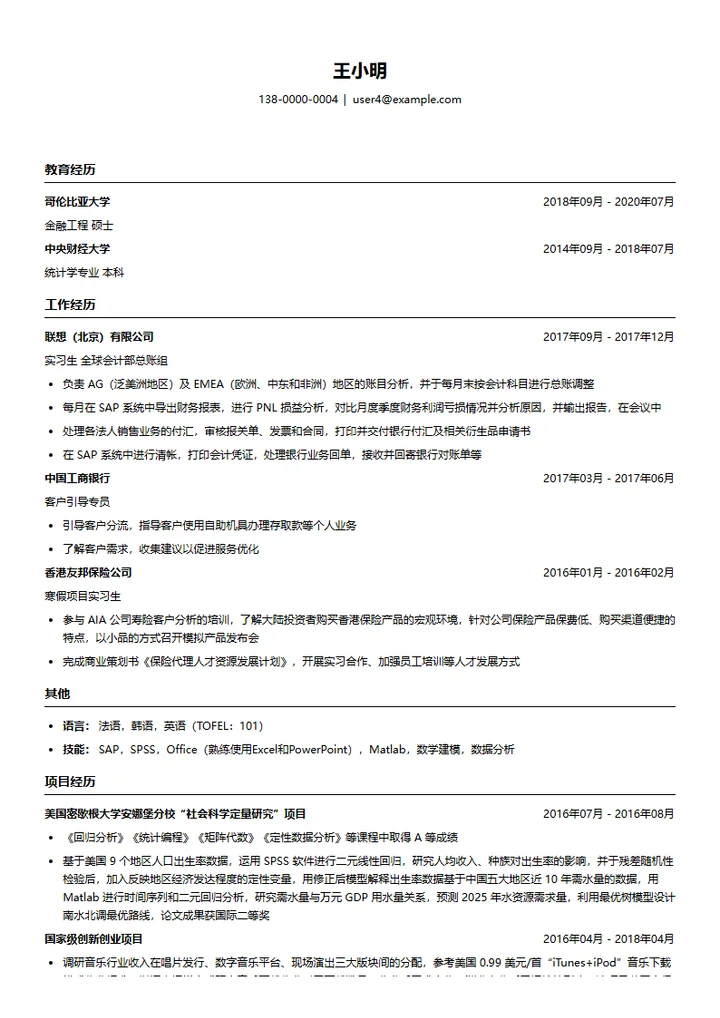 王小明
138-0000-0004 | user4@example.com
教育经历
哥伦比亚大学 2018年09月 - 2020年07月
金融工程 硕士
中央财经大学 2014年09月 - 2018年07月
统计学专业 本科
工作经历
联想（北京）有限公司 2017年09月 - 2017年12月
实习生 全球会计部总账组
• 负责 AG（泛美洲地区）及 EMEA（欧洲、中东和非洲）地区的账目分析，并于每月末按会计科目进行总账调整
• 每月在 SAP 系统中导出财务报表，进行 PNL 损益分析，对比月度季度财务利润亏损情况并分析原因，并输出报告，在会议中
• 处理各法人销售业务的付汇，审核报关单、发票和合同，打印并交付银行付汇及相关衍生品申请书
• 在 SAP 系统中进行清帐，打印会计凭证，处理银行业务回单，接收并回寄银行对账单等
中国工商银行 2017年03月 - 2017年06月
客户引导专员
• 引导客户分流，指导客户使用自助机具办理存取款等个人业务
• 了解客户需求，收集建议以促进服务优化
香港友邦保险公司 2016年01月 - 2016年02月
寒假项目实习生
• 参与 AIA 公司寿险客户分析的培训，了解大陆投资者购买香港保险产品的宏观环境，针对公司保险产品保费低、购买渠道便捷的
特点，以小品的方式召开模拟产品发布会
• 完成商业策划书《保险代理人才资源发展计划》，开展实习合作、加强员工培训等人才发展方式
其他
• 语言： 法语，韩语，英语（TOFEL：101）
• 技能： SAP，SPSS，Office（熟练使用Excel和PowerPoint）, Matlab，数学建模，数据分析
项目经历
美国密歇根大学安娜堡分校“社会科学定量研究”项目 2016年07月 - 2016年08月
• 《回归分析》《统计编程》《矩阵代数》《定性数据分析》等课程中取得 A 等成绩
• 基于美国 9 个地区人口出生率数据，运用 SPSS 软件进行二元线性回归，研究人均收入、种族对出生率的影响，并于残差随机性
检验后，加入反映地区经济发达程度的定性变量，用修正后模型解释出生率数据基于中国五大地区近 10 年需水量的数据，用
Matlab 进行时间序列和二元回归分析，研究需水量与万元 GDP 用水量关系，预测 2025 年水资源需求量，利用最优树模型设计
南水北调最优路线，论文成果获国际二等奖
国家级创新创业项目 2016年04月 - 2018年04月
• 调研音乐行业收入在唱片发行、数字音乐平台、现场演出三大版块间的分配，参考美国 0.99 美元/首“iTunes+iPod”音乐下载